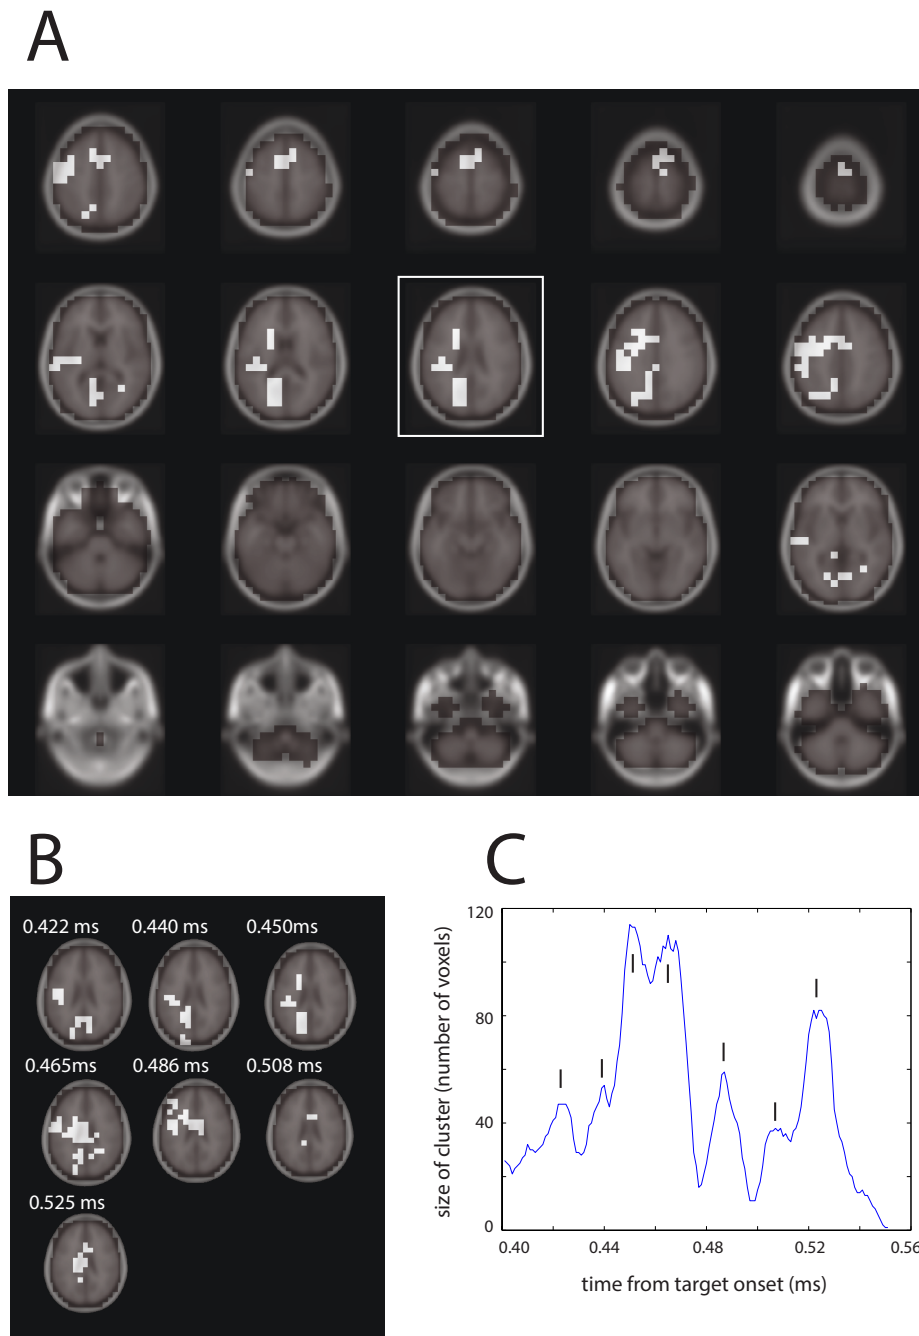 A
B
0.422 ms 0.440 ms 0.450ms
0.465ms 0.486 ms 0.508 ms
0.525 ms
C
size of cluster (number of voxels)
120
80
40
0
0.40 0.44 0.48 0.52 0.56
time from target onset (ms)